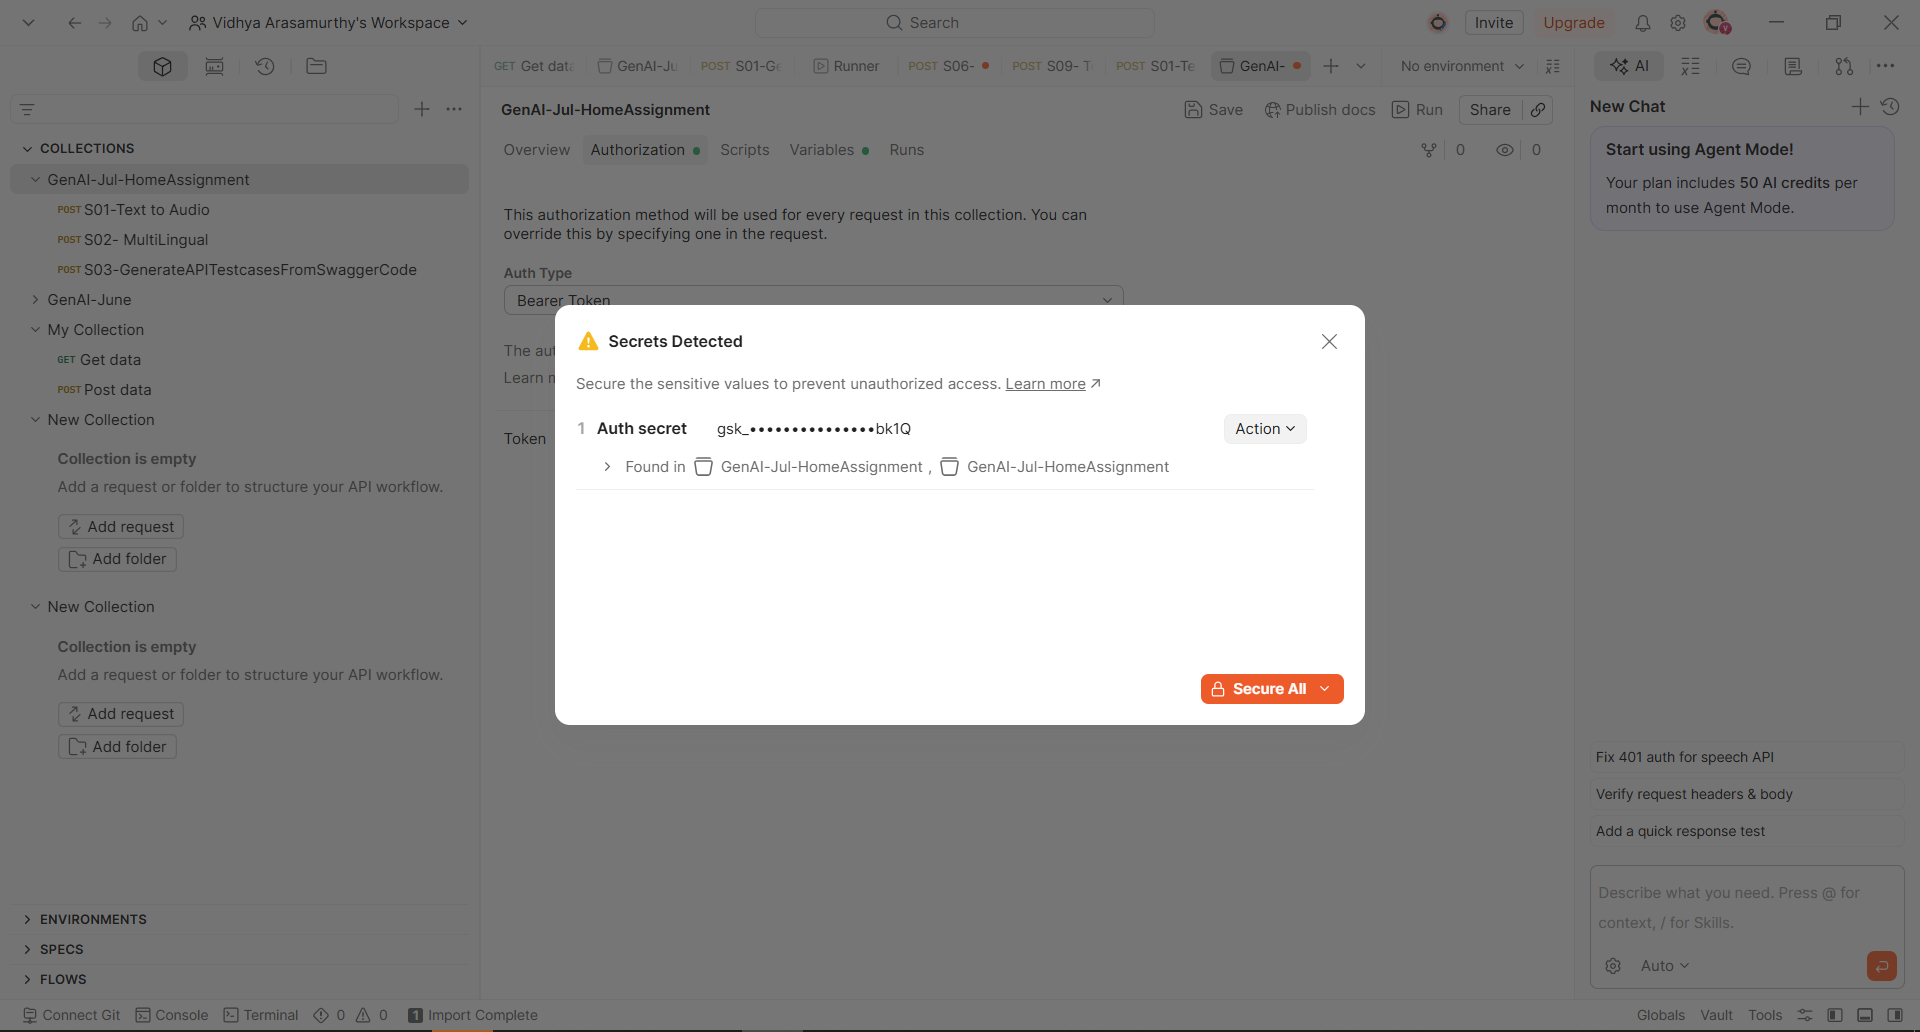 Vidhya Arasamurthy's Workspace
Search
Invite
Upgrade
GET Get data
GenAI-Ju
POST S01-Ge
Runner
POST S06-
POST S09- T
POST S01-Te
GenAI-
No environment
AI
COLLECTIONS
GenAI-Jul-HomeAssignment
POST S01-Text to Audio
POST S02- MultiLingual
POST S03-GenerateAPITestcasesFromSwaggerCode
GenAI-June
My Collection
GET Get data
POST Post data
New Collection
Collection is empty
Add a request or folder to structure your API workflow.
Add request
Add folder
New Collection
Collection is empty
Add a request or folder to structure your API workflow.
Add request
Add folder
ENVIRONMENTS
SPECS
FLOWS
GenAI-Jul-HomeAssignment
Save
Publish docs
Run
Share
Overview
Authorization
Scripts
Variables
Runs
0
0
This authorization method will be used for every request in this collection. You can
override this by specifying one in the request.
Auth Type
Bearer Token
The aut
Learn m
Token
Secrets Detected
Secure the sensitive values to prevent unauthorized access. Learn more
1 Auth secret gsk_•••••••••••••••bk1Q
Action
Found in GenAI-Jul-HomeAssignment , GenAI-Jul-HomeAssignment
Secure All
New Chat
Start using Agent Mode!
Your plan includes 50 AI credits per
month to use Agent Mode.
Fix 401 auth for speech API
Verify request headers & body
Add a quick response test
Describe what you need. Press @ for
context, / for Skills.
Auto
Connect Git
Console
Terminal
0
0
1 Import Complete
Globals
Vault
Tools